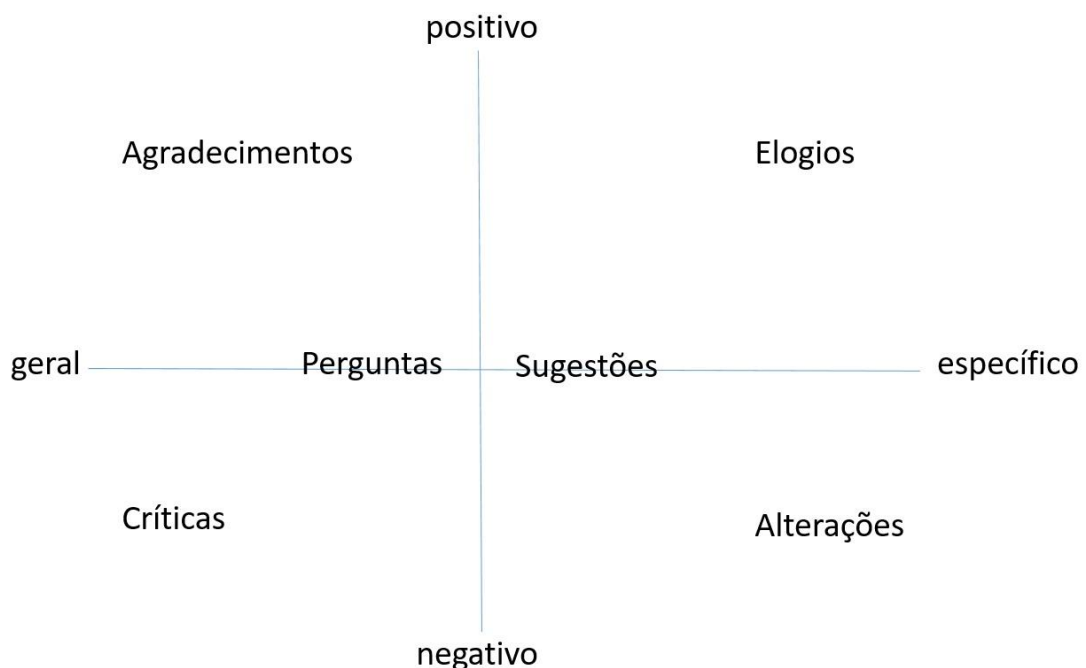 positivo
Agradecimentos
Elogios
geral
Perguntas
Sugestões
específico
Críticas
Alterações
negativo